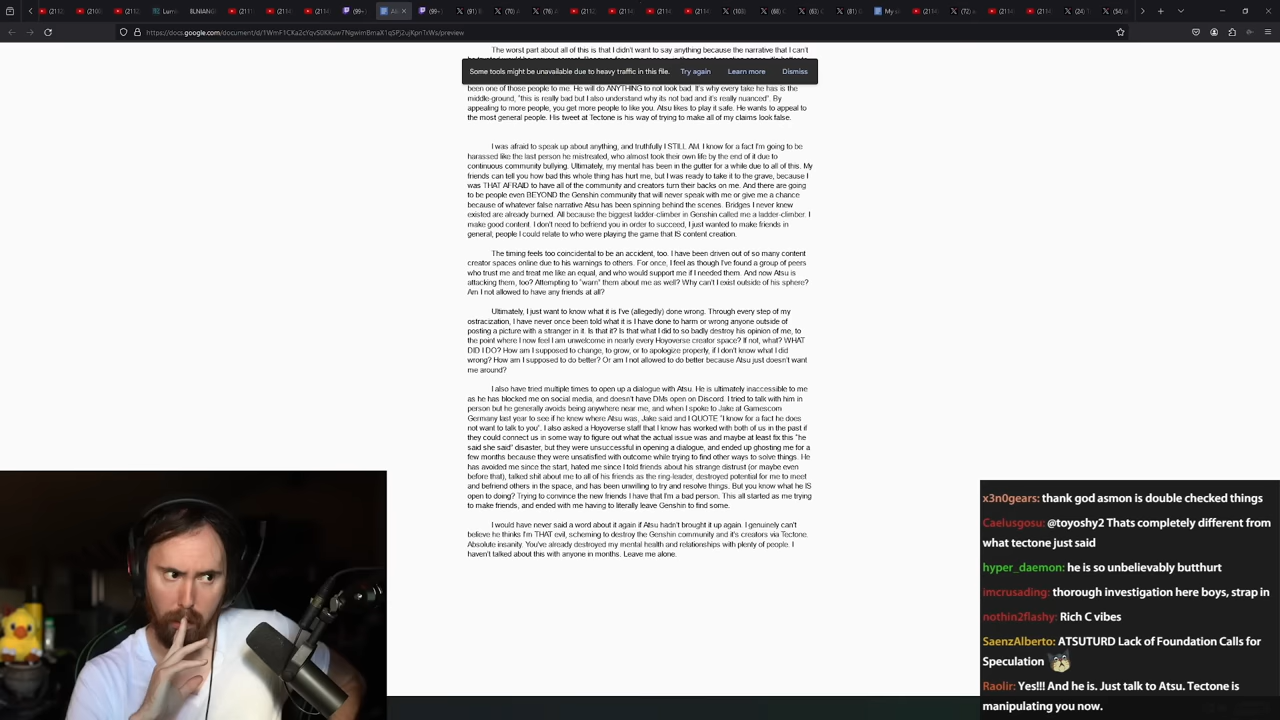 docs.google.com/document/d/1WmF1CKa2cYqvS0KKuw7NgwimBmaX1qSPj2ujKpnTxWs/preview
The worst part about all of this is that I didn't want to say anything because the narrative that I can't
Some tools might be unavailable due to heavy traffic in this file. Try again Learn more Dismiss
been one of those people to me. He will do ANYTHING to not look bad. It's why every take he has is the
middle-ground, "this is really bad but I also understand why its not bad and it's really nuanced". By
appealing to more people, you get more people to like you. Atsu likes to play it safe. He wants to appeal to
the most general people. His tweet at Tectone is his way of trying to make all of my claims look false.
I was afraid to speak up about anything, and truthfully I STILL AM. I know for a fact I'm going to be
harassed like the last person he mistreated, who almost took their own life by the end of it due to
continuous community bullying. Ultimately, my mental has been in the gutter for a while due to all of this. My
friends can tell you how bad this whole thing has hurt me, but I was ready to take it to the grave, because I
was THAT AFRAID to have all of the community and creators turn their backs on me. And there are going
to be people even BEYOND the Genshin community that will never speak with me or give me a chance
because of whatever false narrative Atsu has been spinning behind the scenes. Bridges I never knew
existed are already burned. All because the biggest ladder-climber in Genshin called me a ladder-climber. I
make good content. I don't need to befriend you in order to succeed, I just wanted to make friends in
general, people I could relate to who were playing the game that IS content creation.
The timing feels too coincidental to be an accident, too. I have been driven out of so many content
creator spaces online due to his warnings to others. For once, I feel as though I've found a group of peers
who trust me and treat me like an equal, and who would support me if I needed them. And now Atsu is
attacking them, too? Attempting to "warn" them about me as well? Why can't I exist outside of his sphere?
Am I not allowed to have any friends at all?
Ultimately, I just want to know what it is I've (allegedly) done wrong. Through every step of my
ostracization, I have never once been told what it is I have done to harm or wrong anyone outside of
posting a picture with a stranger in it. Is that it? Is that what I did to so badly destroy his opinion of me, to
the point where I now feel I am unwelcome in nearly every Hoyoverse creator space? If not, what? WHAT
DID I DO? How am I supposed to change, to grow, or to apologize properly, if I don't know what I did
wrong? How am I supposed to do better? Or am I not allowed to do better because Atsu just doesn't want
me around?
I also have tried multiple times to open up a dialogue with Atsu. He is ultimately inaccessible to me
as he has blocked me on social media, and doesn't have DMs open on Discord. I tried to talk with him in
person but he generally avoids being anywhere near me, and when I spoke to Jake at Gamescom
Germany last year to see if he knew where Atsu was, Jake said and I QUOTE "I know for a fact he does
not want to talk to you". I also asked a Hoyoverse staff that I know has worked with both of us in the past if
they could connect us in some way to figure out what the actual issue was and maybe at least fix this "he
said she said" disaster, but they were unsuccessful in opening a dialogue, and ended up ghosting me for a
few months because they were unsatisfied with outcome while trying to find other ways to solve things. He
has avoided me since the start, hated me since I told friends about his strange distrust (or maybe even
before that), talked shit about me to all of his friends as the ring-leader, destroyed potential for me to meet
and befriend others in the space, and has been unwilling to try and resolve things. But you know what he IS
open to doing? Trying to convince the new friends I have that I'm a bad person. This all started as me trying
to make friends, and ended with me having to literally leave Genshin to find some.
I would have never said a word about it again if Atsu hadn't brought it up again. I genuinely can't
believe he thinks I'm THAT evil, scheming to destroy the Genshin community and it's creators via Tectone.
Absolute insanity. You've already destroyed my mental health and relationships with plenty of people. I
haven't talked about this with anyone in months. Leave me alone.
x3n0gears: thank god asmon is double checked things
Caelusgosu: @toyoshy2 Thats completely different from
what tectone just said
hyper_daemon: he is so unbelievably butthurt
imcrusading: thorough investigation here boys, strap in
nothin2flashy: Rich C vibes
SaenzAlberto: ATSUTURD Lack of Foundation Calls for
Speculation
Raolir: Yes!!! And he is. Just talk to Atsu. Tectone is
manipulating you now.